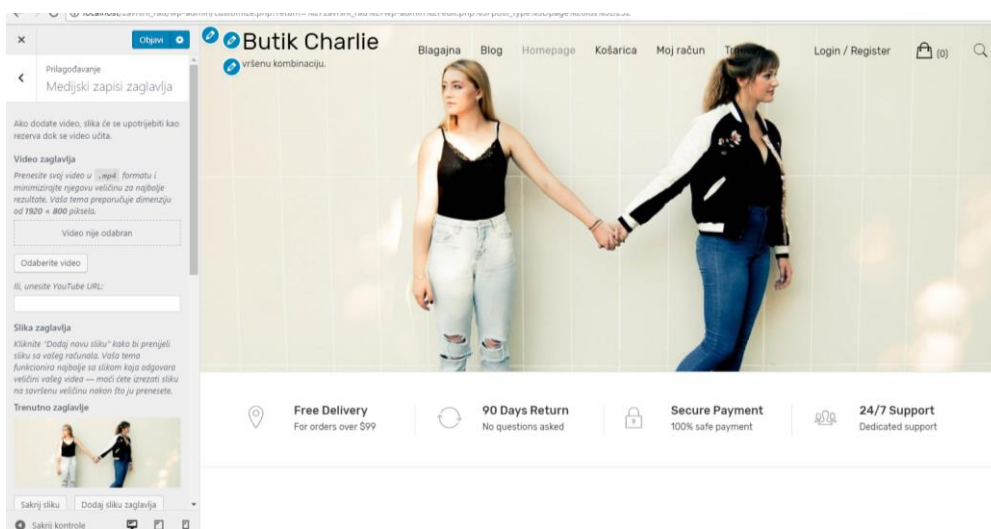 Objavi
Prilagođavanje
Medijski zapisi zaglavlja
Ako dodate video, slika će se upotrijebiti kao
rezerva dok se video učita.
Video zaglavlja
Prenesite svoj video u .mp4 formatu i
minimizirajte njegovu veličinu za najbolje
rezultate. Vaša tema preporučuje dimenziju
od 1920 × 800 piksela.
Video nije odabran
Odaberite video
Ili, unesite YouTube URL:
Slika zaglavlja
Kliknite "Dodaj novu sliku" kako bi prenijeli
sliku sa vašeg računala. Vaša tema
funkcionira najbolje sa slikom koja odgovara
veličini vašeg videa — moći ćete izrezati sliku
na savršenu veličinu nakon što ju prenesete.
Trenutno zaglavlje
Sakrij sliku Dodaj sliku zaglavlja
Sakrij kontrole
Butik Charlie
vršenu kombinaciju.
Blagajna Blog Homepage Košarica Moj račun
Login / Register (0)
Free Delivery
For orders over $99
90 Days Return
No questions asked
Secure Payment
100% safe payment
24/7 Support
Dedicated support